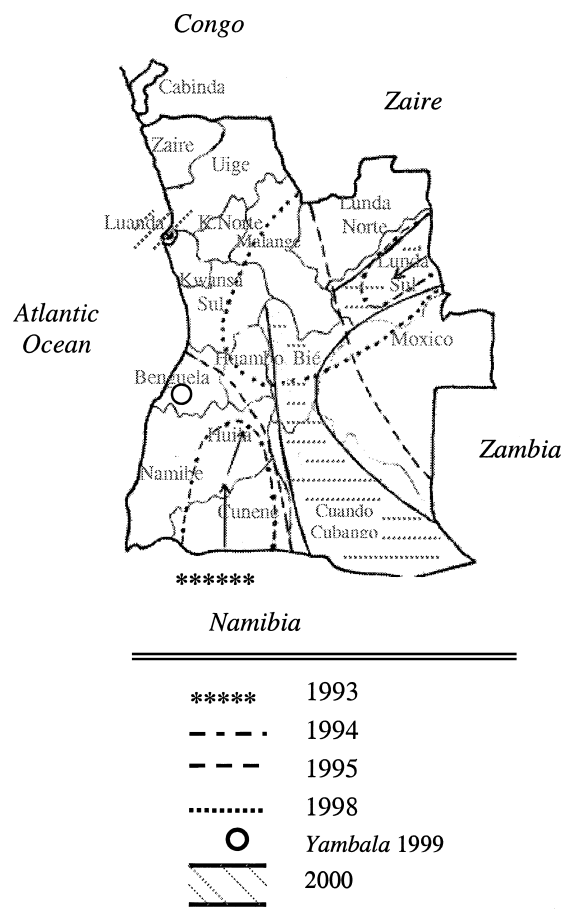 Congo
Cabinda
Zaire
Zaire
Uige
Lunda
Norte
Luanda
K.Norte
Malange
Lunda
Sul
Kwansa
Sul
Atlantic
Ocean
Moxico
Huambo
Bié
Benguela
Huila
Zambia
Namibe
Cunene
Cuando
Cubango
******
Namibia
***** 1993
1994
1995
1998
Yambala 1999
2000